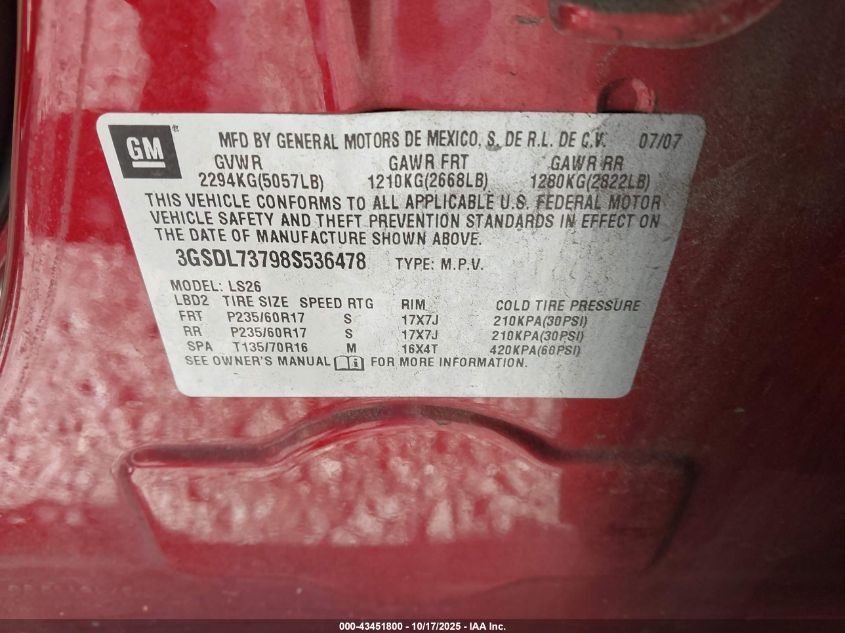 GM ® MFD BY GENERAL MOTORS DE MEXICO, S. DE R.L. DE C.V. 07/07
GVWR GAWR FRT GAWR RR
2294KG(5057LB) 1210KG(2668LB) 1280KG(2822LB)
THIS VEHICLE CONFORMS TO ALL APPLICABLE U.S. FEDERAL MOTOR
VEHICLE SAFETY AND THEFT PREVENTION STANDARDS IN EFFECT ON
THE DATE OF MANUFACTURE SHOWN ABOVE.
3GSDL73798S536478 TYPE: M.P.V.
MODEL: LS26
LBD2 TIRE SIZE SPEED RTG RIM COLD TIRE PRESSURE
FRT P235/60R17 S 17X7J 210KPA(30PSI)
RR P235/60R17 S 17X7J 210KPA(30PSI)
SPA T135/70R16 M 16X4T 420KPA(60PSI)
SEE OWNER'S MANUAL FOR MORE INFORMATION.
000-43451800 - 10/17/2025 - IAA Inc.